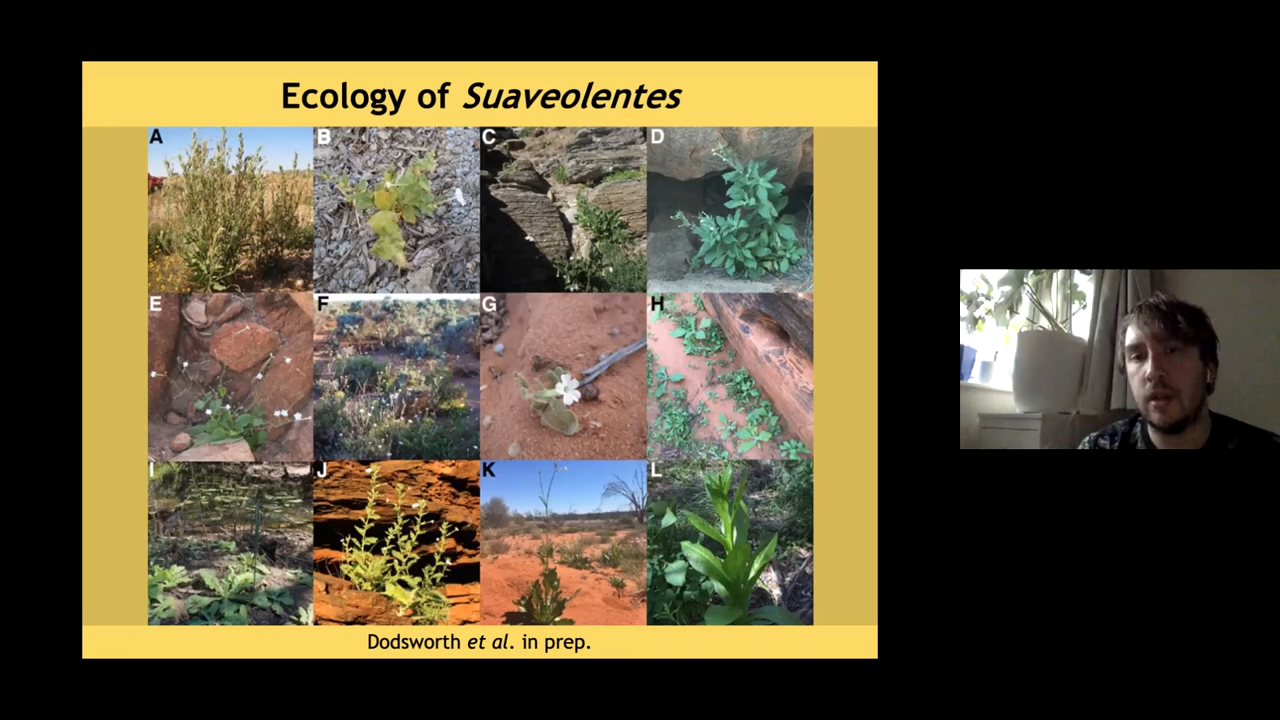 Ecology of Suaveolentes
A
B
C
D
E
F
G
H
I
J
K
L
Dodsworth et al. in prep.